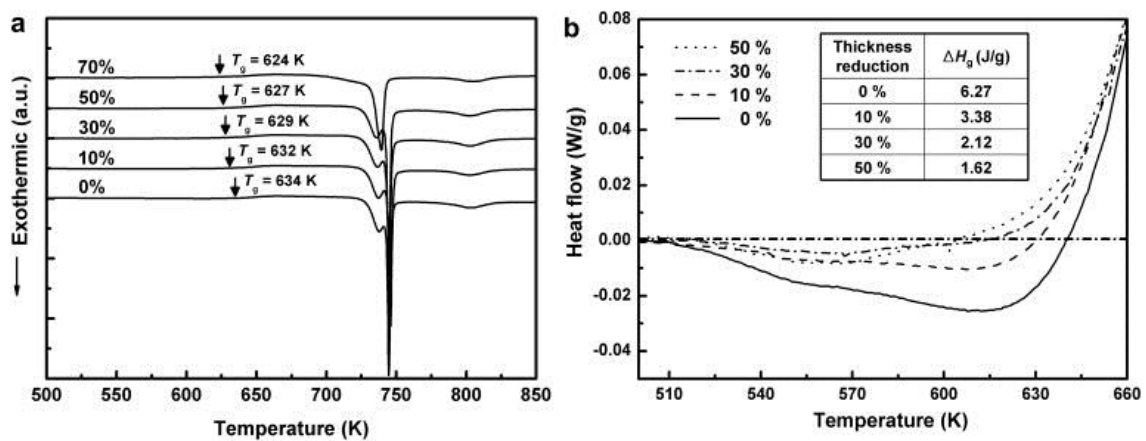 a
70%
50%
30%
10%
0%
Tg = 624 K
Tg = 627 K
Tg = 629 K
Tg = 632 K
Tg = 634 K
Exothermic (a.u.)
500 550 600 650 700 750 800 850
Temperature (K)
b
50 %
30 %
10 %
0 %
Thickness reduction ΔHg (J/g)
0 % 6.27
10 % 3.38
30 % 2.12
50 % 1.62
0.08
0.06
0.04
0.02
0.00
-0.02
-0.04
Heat flow (W/g)
510 540 570 600 630 660
Temperature (K)